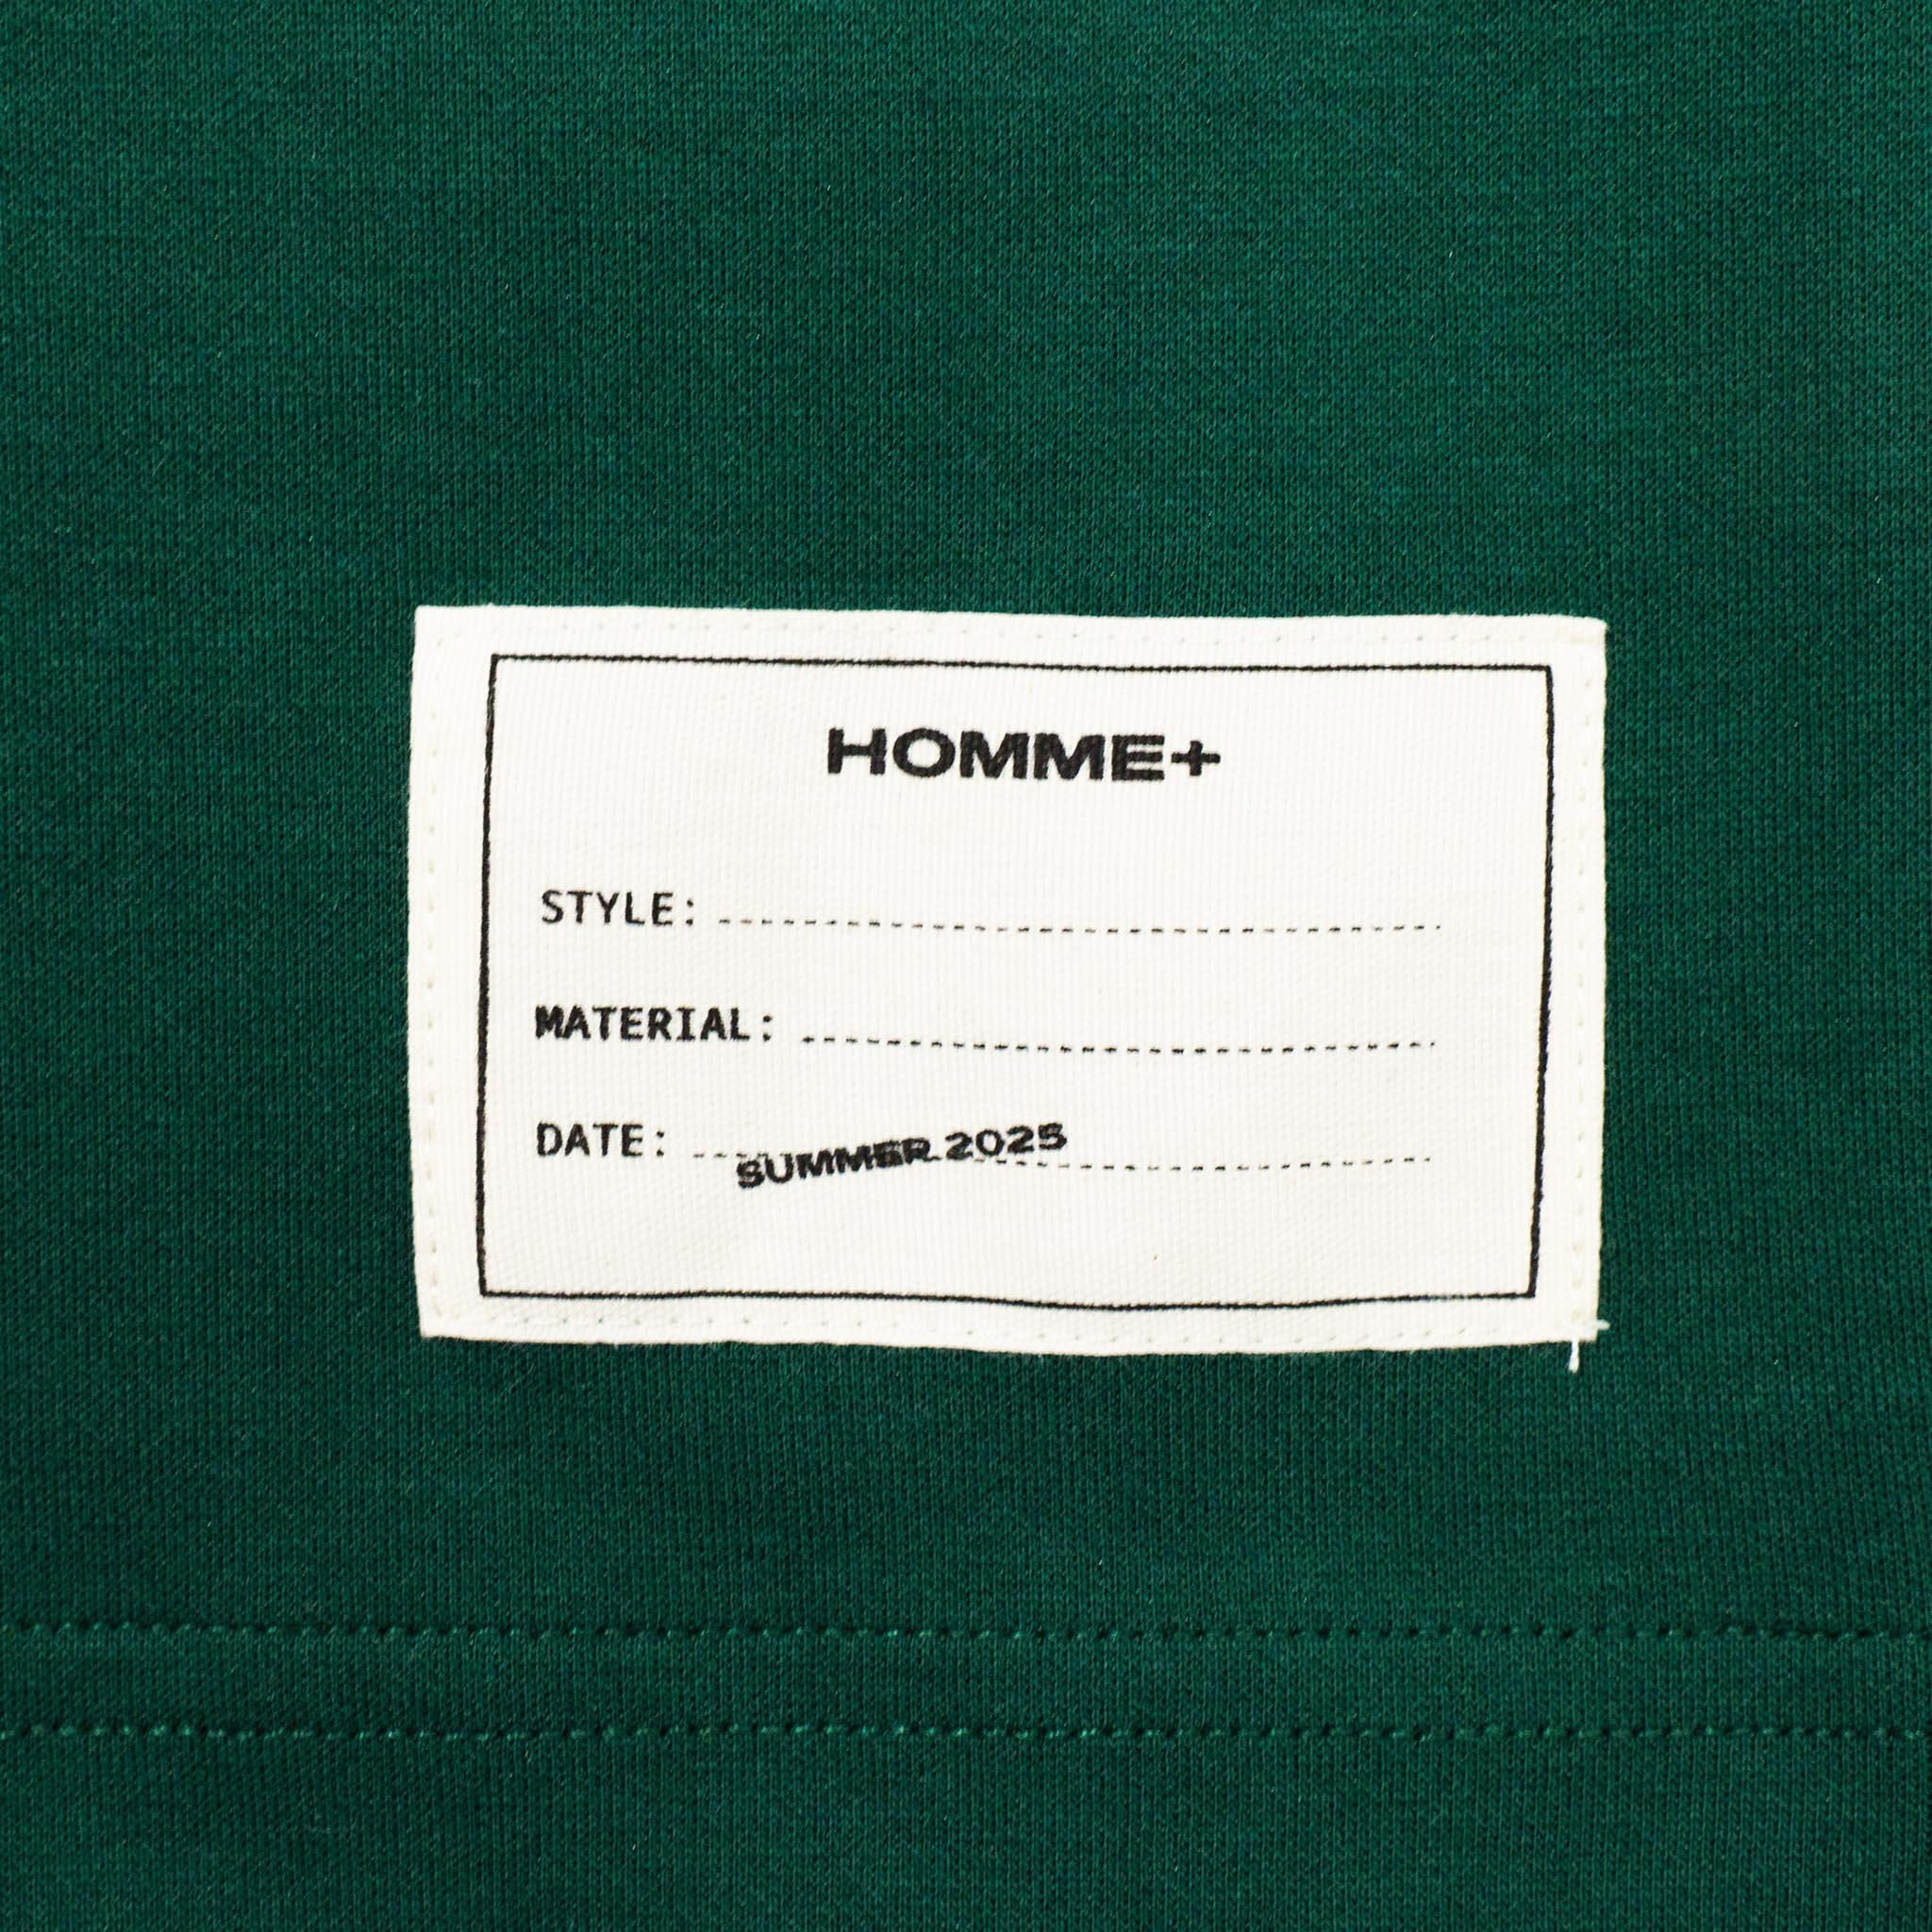 HOMME+
STYLE:
MATERIAL:
DATE: SUMMER 2025